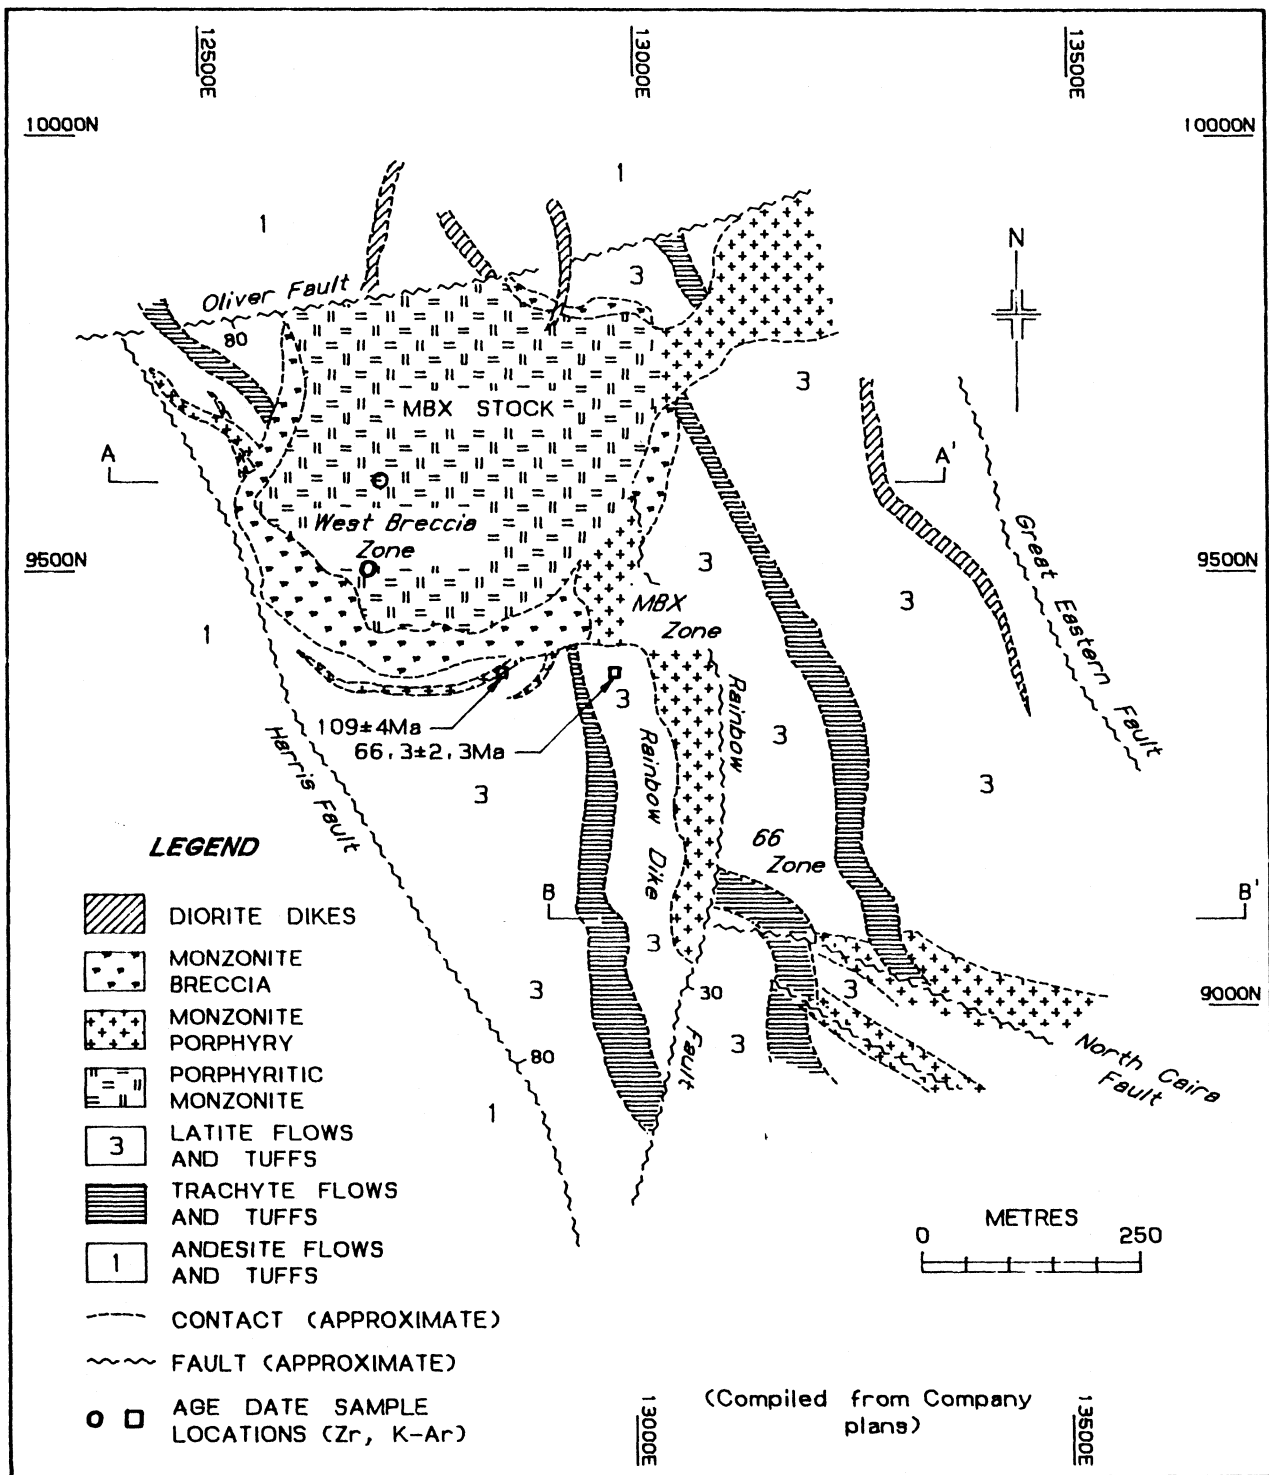 12500E
13000E
13500E
10000N
10000N
1
1
N
3
Oliver Fault
80
3
MBX STOCK
A
A'
West Breccia
Zone
Great Eastern Fault
9500N
9500N
3
MBX
Zone
3
1
Rainbow
3
109±4Ma
66.3±2.3Ma
Harris Fault
Rainbow Dike
3
3
3
66
Zone
LEGEND
B
B'
DIORITE DIKES
3
MONZONITE
BRECCIA
3
30
3
9000N
MONZONITE
PORPHYRY
Fault
3
North Caira
Fault
80
PORPHYRITIC
MONZONITE
1
3
LATITE FLOWS
AND TUFFS
TRACHYTE FLOWS
AND TUFFS
METRES
0 250
1
ANDESITE FLOWS
AND TUFFS
CONTACT (APPROXIMATE)
FAULT (APPROXIMATE)
AGE DATE SAMPLE
LOCATIONS (Zr, K-Ar)
13000E
(Compiled from Company
plans)
13500E